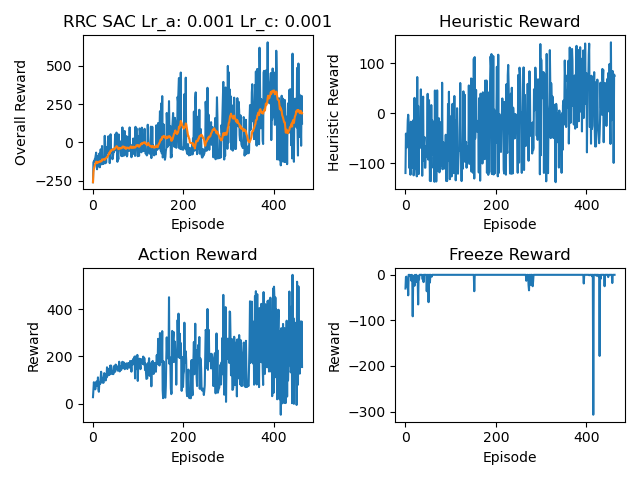 RRC SAC Lr_a: 0.001 Lr_c: 0.001
Overall Reward
500
250
0
−250
0
200
400
Episode
Heuristic Reward
Heuristic Reward
100
0
−100
0
200
400
Episode
Action Reward
Reward
400
200
0
0
200
400
Episode
Freeze Reward
Reward
0
−100
−200
−300
0
200
400
Episode